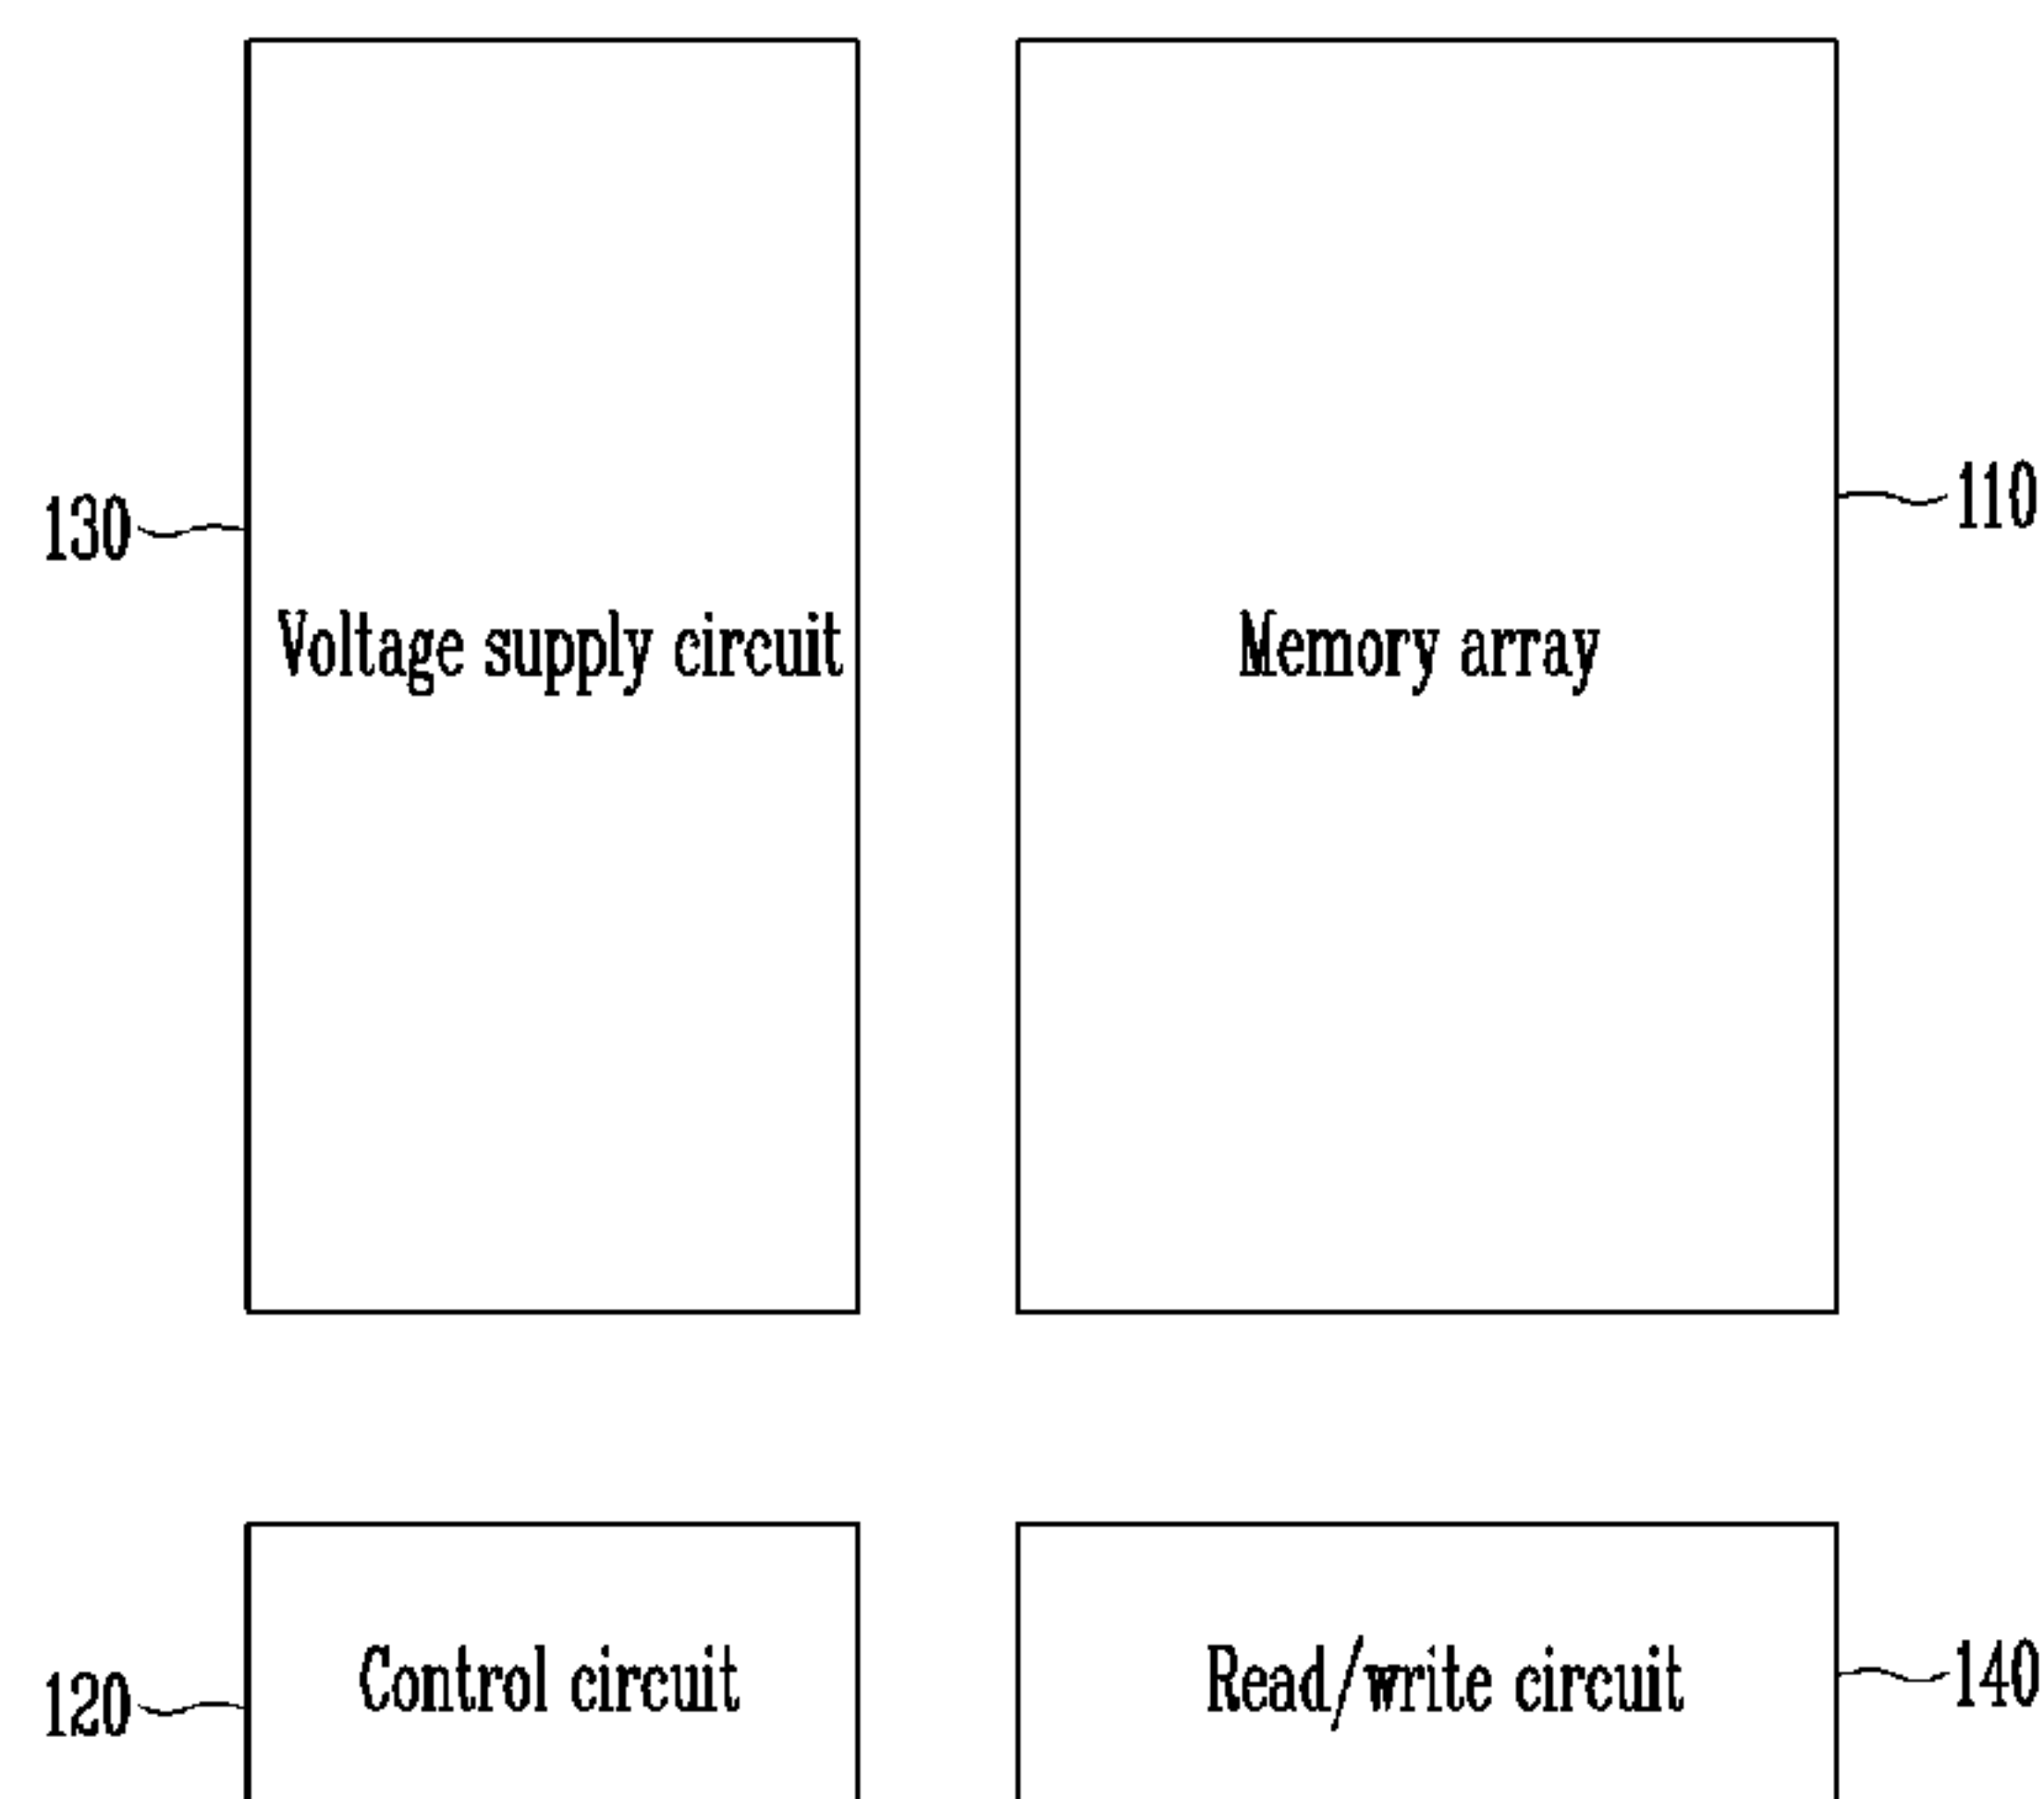 130
Voltage supply circuit
Memory array
110
120
Control circuit
Read/write circuit
140